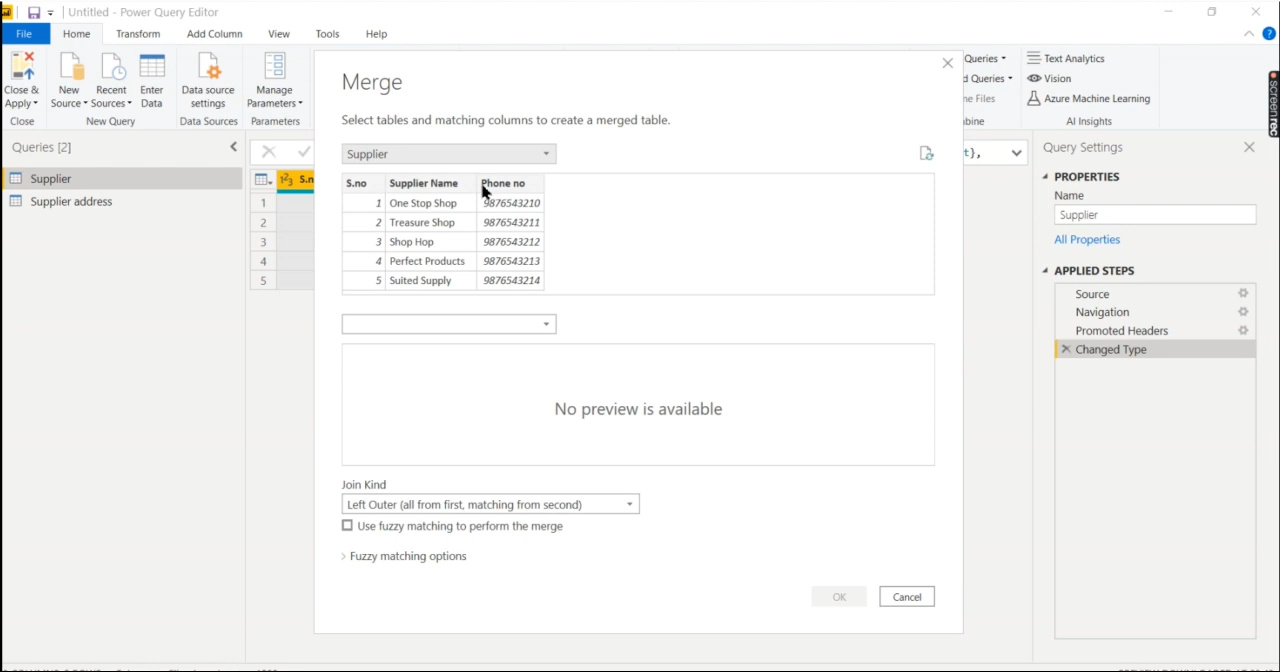 Untitled - Power Query Editor
File Home Transform Add Column View Tools Help
Close & Apply
New Source
Recent Sources
Enter Data
Data source settings
Manage Parameters
Queries
Queries
Files
Text Analytics
Vision
Azure Machine Learning
Close New Query Data Sources Parameters AI Insights
screenrec
Queries [2]
Supplier
Supplier address
1²3 S.n
1
2
3
4
5
Merge
Select tables and matching columns to create a merged table.
Supplier
S.no Supplier Name Phone no
1 One Stop Shop 9876543210
2 Treasure Shop 9876543211
3 Shop Hop 9876543212
4 Perfect Products 9876543213
5 Suited Supply 9876543214
No preview is available
Join Kind
Left Outer (all from first, matching from second)
Use fuzzy matching to perform the merge
Fuzzy matching options
OK Cancel
t},
Query Settings
PROPERTIES
Name
Supplier
All Properties
APPLIED STEPS
Source
Navigation
Promoted Headers
Changed Type